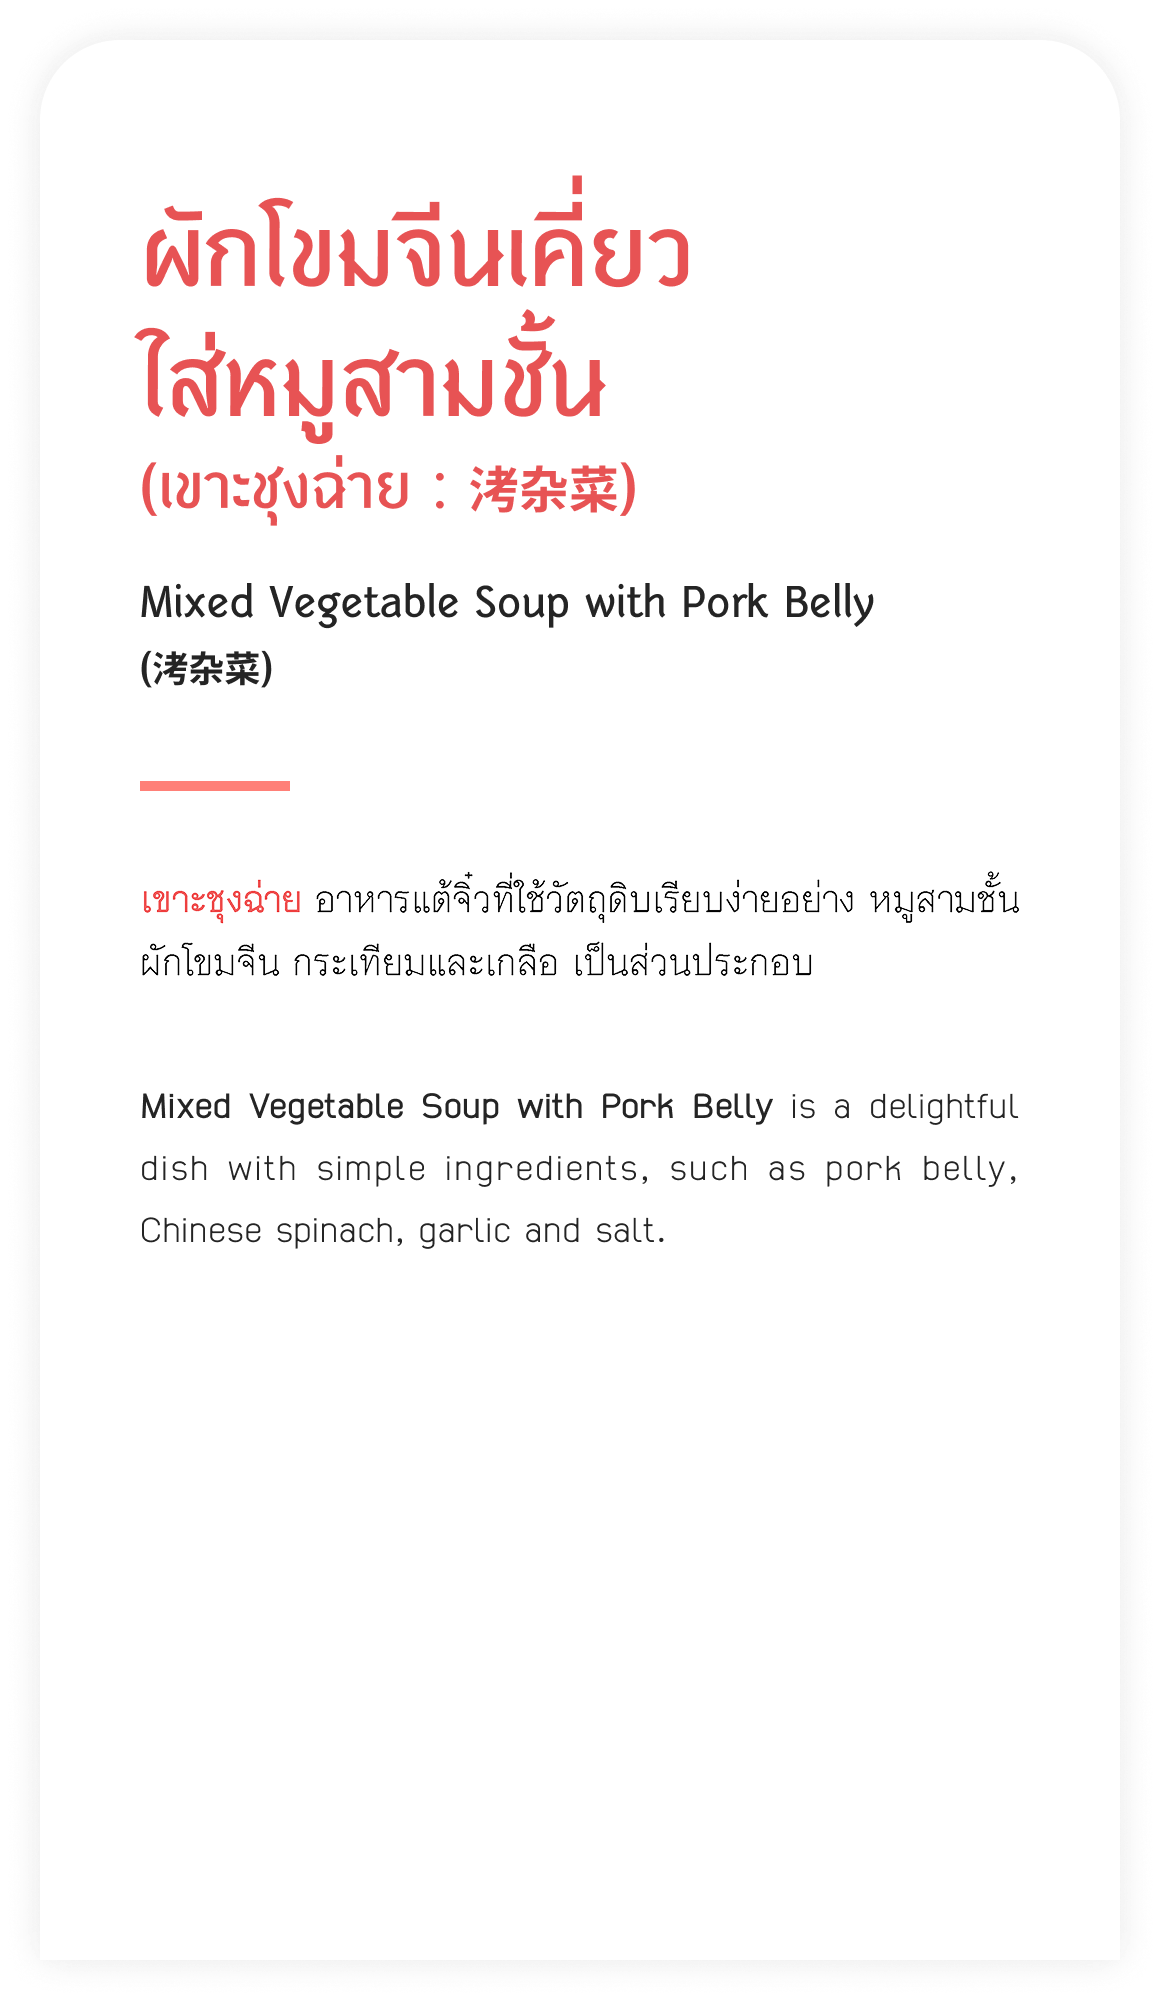 ผักโขมจีนเคี่ยว
ใส่หมูสามชั้น
(เขาะชุงฉ่าย : 洘杂菜)
Mixed Vegetable Soup with Pork Belly
(洘杂菜)
เขาะชุงฉ่าย อาหารแต้จิ๋วที่ใช้วัตถุดิบเรียบง่ายอย่าง หมูสามชั้น
ผักโขมจีน กระเทียมและเกลือ เป็นส่วนประกอบ
Mixed Vegetable Soup with Pork Belly is a delightful
dish with simple ingredients, such as pork belly,
Chinese spinach, garlic and salt.